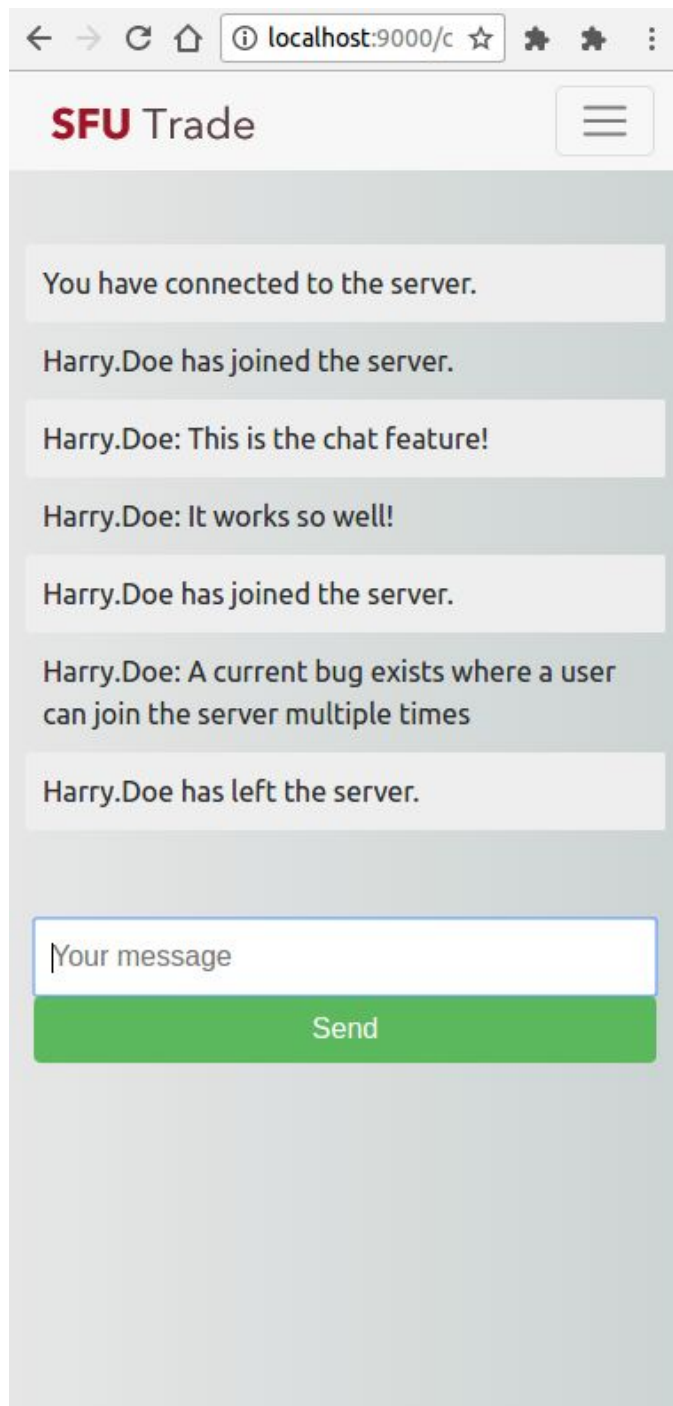 localhost:9000/c
SFU Trade
You have connected to the server.
Harry.Doe has joined the server.
Harry.Doe: This is the chat feature!
Harry.Doe: It works so well!
Harry.Doe has joined the server.
Harry.Doe: A current bug exists where a user
can join the server multiple times
Harry.Doe has left the server.
Your message
Send